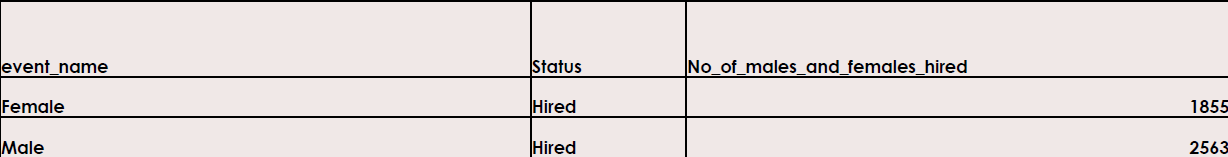 event_name Status No_of_males_and_females_hired
Female Hired 1855
Male Hired 2563